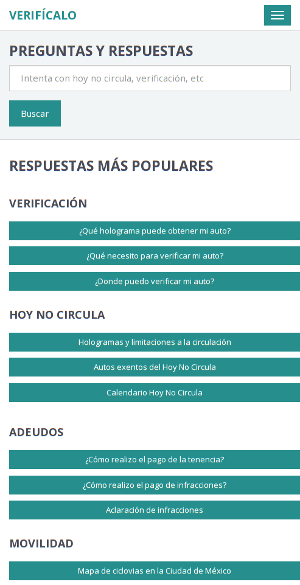 VERIFÍCALO
PREGUNTAS Y RESPUESTAS
Intenta con hoy no circula, verificación, etc
Buscar
RESPUESTAS MÁS POPULARES
VERIFICACIÓN
¿Qué holograma puede obtener mi auto?
¿Qué necesito para verificar mi auto?
¿Donde puedo verificar mi auto?
HOY NO CIRCULA
Hologramas y limitaciones a la circulación
Autos exentos del Hoy No Circula
Calendario Hoy No Circula
ADEUDOS
¿Cómo realizo el pago de la tenencia?
¿Cómo realizo el pago de infracciones?
Aclaración de infracciones
MOVILIDAD
Mapa de ciclovías en la Ciudad de México